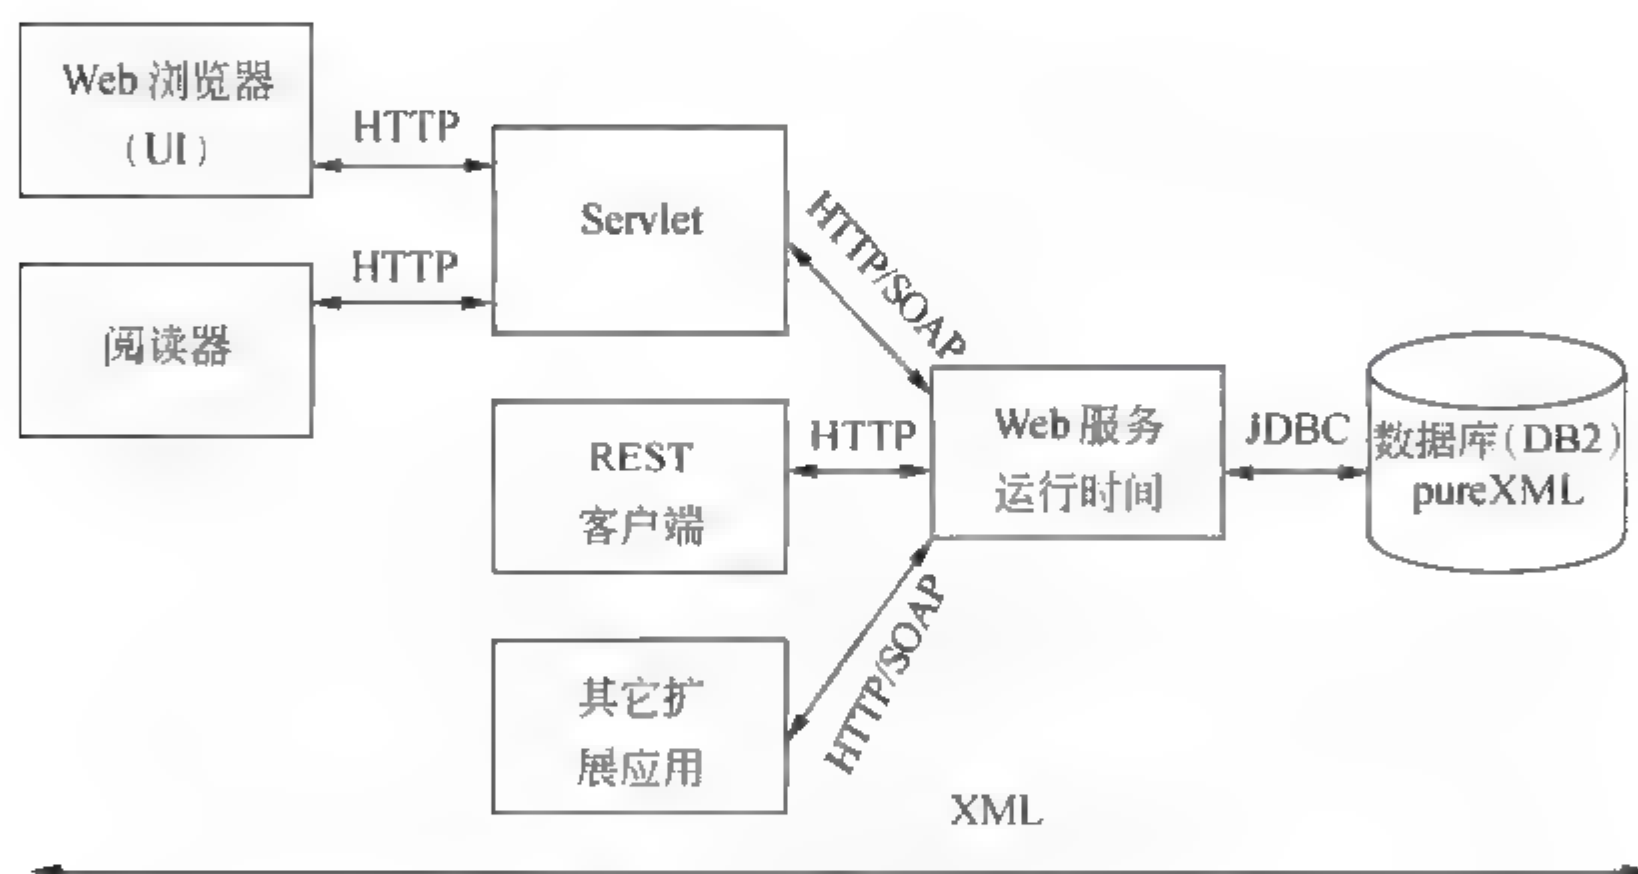 Web 浏览器
(UI)
HTTP
Servlet
HTTP
阅读器
HTTP/SOAP
REST
客户端
HTTP
Web 服务
运行时间
JDBC
数据库(DB2)
pureXML
其它扩
展应用
HTTP/SOAP
XML